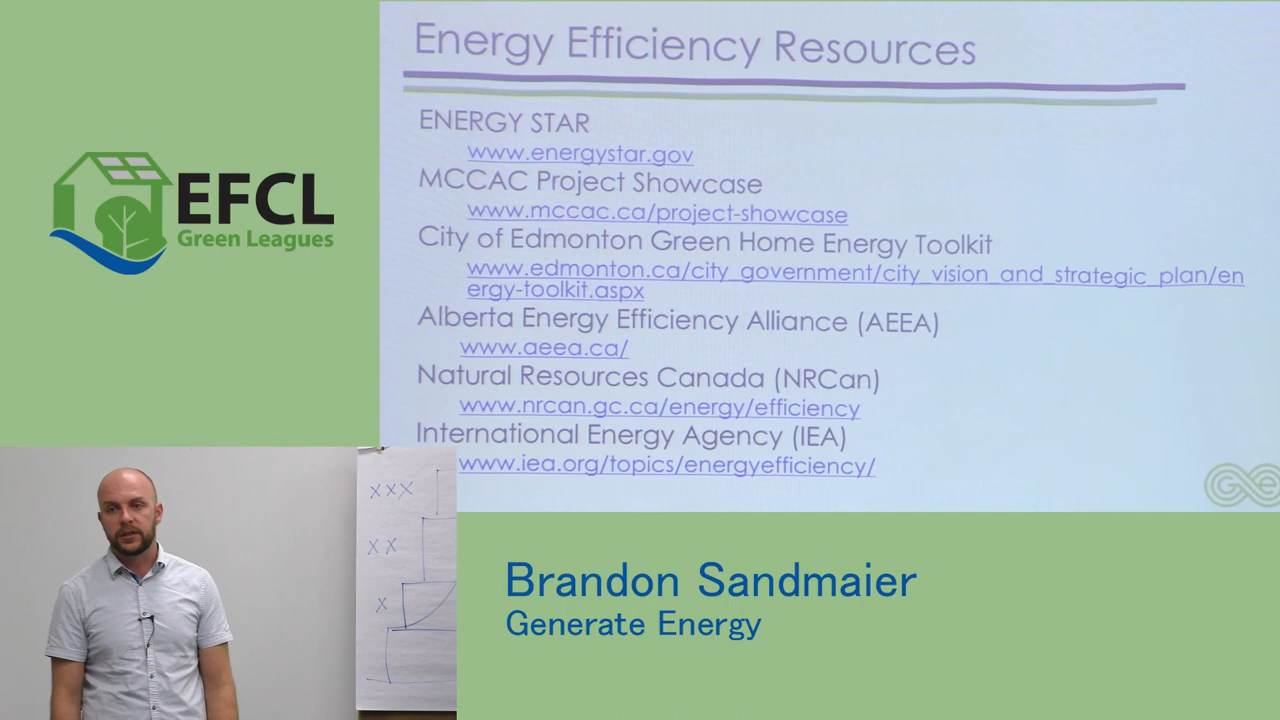 Energy Efficiency Resources
ENERGY STAR
www.energystar.gov
MCCAC Project Showcase
www.mccac.ca/project-showcase
City of Edmonton Green Home Energy Toolkit
www.edmonton.ca/city_government/city_vision_and_strategic_plan/en
ergy-toolkit.aspx
Alberta Energy Efficiency Alliance (AEEA)
www.aeea.ca/
Natural Resources Canada (NRCan)
www.nrcan.gc.ca/energy/efficiency
International Energy Agency (IEA)
www.iea.org/topics/energyefficiency/
EFCL
Green Leagues
XXX
XX
X
Brandon Sandmaier
Generate Energy